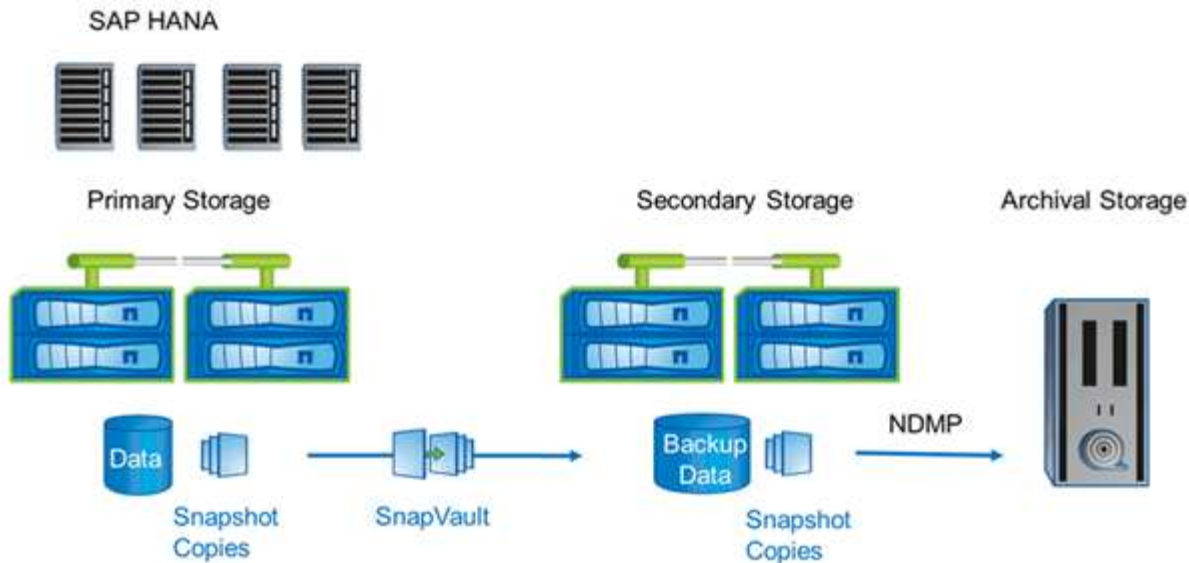 SAP HANA
Primary Storage
Secondary Storage
Archival Storage
Data
Backup
Data
NDMP
Snapshot
Copies
SnapVault
Snapshot
Copies